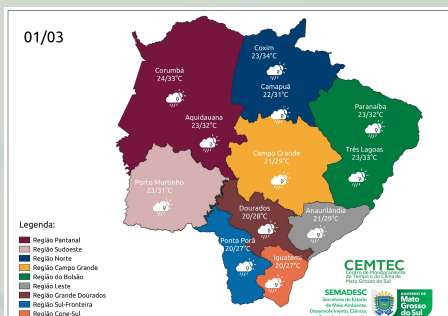 01/03
Coxim
23/34°C
Corumbá
24/33°C
Camapuã
22/31°C
Paranaíba
23/32°C
Aquidauana
23/32°C
Três Lagoas
23/33°C
Campo Grande
21/29°C
Porto Murtinho
23/31°C
Dourados
20/28°C
Anaurilândia
21/29°C
Ponta Porã
20/27°C
Iguatemi
20/27°C
Legenda:
Região Pantanal
Região Sudoeste
Região Norte
Região Campo Grande
Região do Bolsão
Região Leste
Região Grande Dourados
Região Sul-Fronteira
Região Cone-Sul
CEMTEC
Centro de Monitoramento
do Tempo e do Clima de
Mato Grosso do Sul
SEMADESC
Secretaria de Estado
de Meio Ambiente,
Desenvolvimento, Ciência,
GOVERNO DE
Mato
Grosso
do Sul